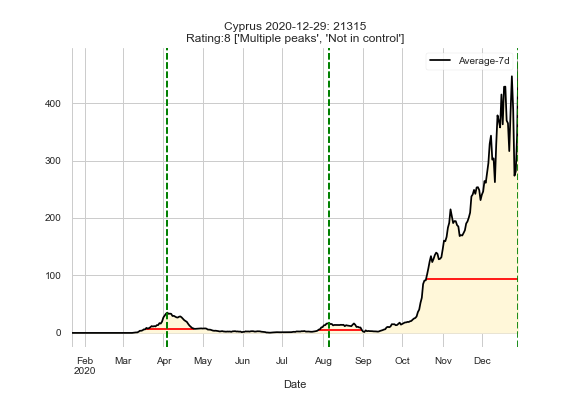 Cyprus 2020-12-29: 21315
Rating:8 ['Multiple peaks', 'Not in control']
Average-7d
400
300
200
100
0
Feb Mar Apr May Jun Jul Aug Sep Oct Nov Dec
2020
Date